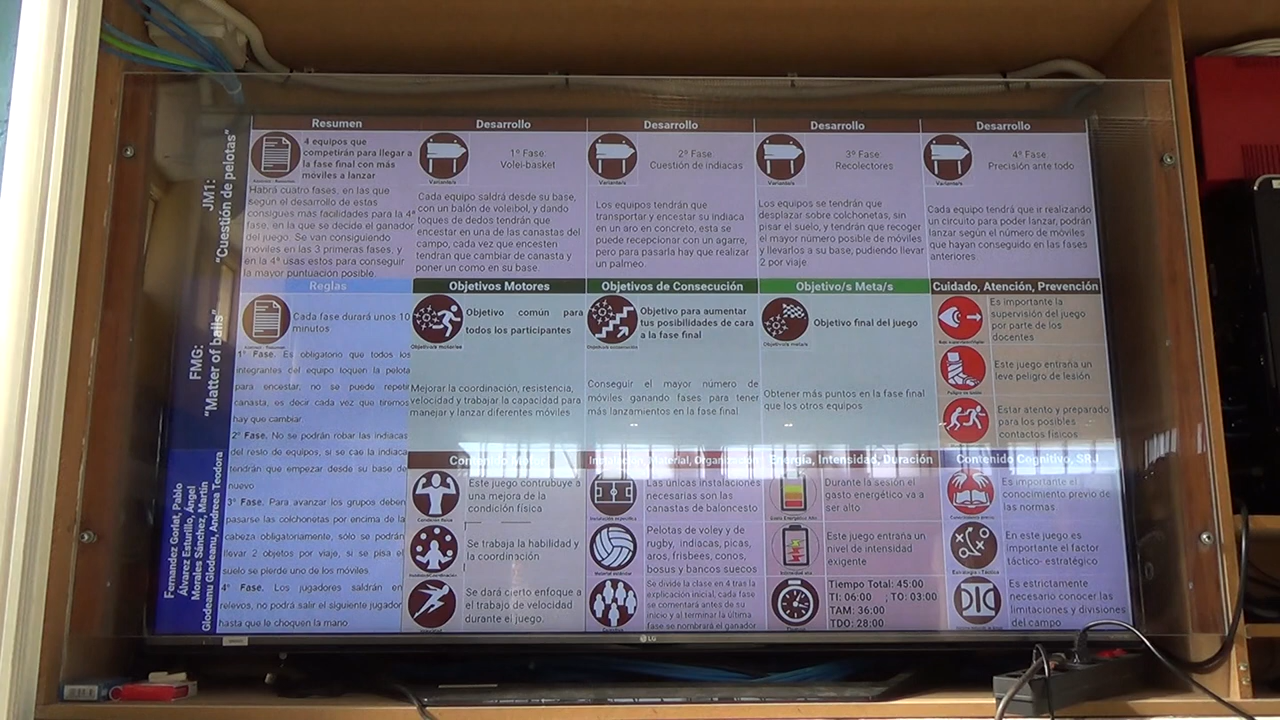 JM1:
"Cuestión de pelotas"
FMG:
"Matter of balls"
Fernandez Gorlat, Pablo
Álvarez Esturillo, Ángel
Morales Sánchez, Martín
Glodeanu Glodeanu, Andreea Teodora
Resumen
4 equipos que
competirán para llegar a
la fase final con más
móviles a lanzar
Habrá cuatro fases, en las que
según el desarrollo de estas
consigues más facilidades para la 4ª
fase, en la que se decide el ganador
del juego. Se van consiguiendo
móviles en las 3 primeras fases, y
en la 4ª usas estos para conseguir
la mayor puntuación posible.
Desarrollo
1º Fase
Volei-basket
Variante/s
Cada equipo saldrá desde su base,
con un balón de voleibol, y dando
toques de dedos tendrán que
encestar en una de las canastas del
campo, cada vez que encesten
tendrán que cambiar de canasta y
poner un como en su base.
Desarrollo
2º Fase
Cuestión de indiacas
Variante/s
Los equipos tendrán que
transportar y encestar su indiaca
en un aro en concreto, esta se
puede recepcionar con un agarre,
pero para pasarla hay que realizar
un palmeo.
Desarrollo
3º Fase
Recolectores
Variante/s
Los equipos se tendrán que
desplazar sobre colchonetas, sin
pisar el suelo, y tendrán que recoger
el mayor número posible de móviles
y llevarlos a su base, pudiendo llevar
2 por viaje
Desarrollo
4º Fase
Precisión ante todo
Variante/s
Cada equipo tendrá que ir realizando
un circuito para poder lanzar, podrán
lanzar según el número de móviles
que hayan conseguido en las fases
anteriores
Reglas
Cada fase durará unos 10
minutos
1º Fase. Es obligatorio que todos los
integrantes del equipo toquen la pelota
para encestar, no se puede repetir
canasta, es decir cada vez que tiremos
hay que cambiar
2º Fase. No se podrán robar las indiacas
del resto de equipos, si se cae la indiaca
tendrán que empezar desde su base de
nuevo
3º Fase. Para avanzar los grupos deben
pasarse las colchonetas por encima de la
cabeza obligatoriamente, sólo se podrán
llevar 2 objetos por viaje, si se pisa el
suelo se pierde uno de los móviles.
4º Fase. Los jugadores saldrán en
relevos, no podrá salir el siguiente jugador
hasta que le choquen la mano
Objetivos Motores
Objetivo común para
todos los participantes
Mejorar la coordinación, resistencia,
velocidad y trabajar la capacidad para
manejar y lanzar diferentes móviles
Objetivos de Consecución
Objetivo para aumentar
tus posibilidades de cara
a la fase final
Conseguir el mayor número de
móviles ganando fases para tener
más lanzamientos en la fase final
Objetivo/s Meta/s
Objetivo final del juego
Obtener más puntos en la fase final
que los otros equipos
Cuidado, Atención, Prevención
Es importante la
supervisión del juego
por parte de los
docentes
Este juego entraña un
leve peligro de lesión
Estar atento y preparado
para los posibles
contactos físicos
Contenido Motor
Este juego contrubuye a
una mejora de la
condición física
Condición física
Se trabaja la habilidad y
la coordinación
Se dará cierto enfoque a
el trabajo de velocidad
durante el juego.
Instalación, Material, Organización
Las únicas instalaciones
necesarias son las
canastas de baloncesto
Pelotas de voley y de
rugby, indiacas, picas,
aros, frisbees, conos,
bosus y bancos suecos
Se divide la clase en 4 tras la
explicación inicial, cada fase
se comentará antes de su
inicio y al terminar la última
fase se nombrará el ganador
Energía, Intensidad, Duración
Durante la sesión el
gasto energético va a
ser alto
Este juego entraña un
nivel de intensidad
exigente
Tiempo Total: 45:00
TI: 06:00 ; TO: 03:00
TAM: 36:00
TDO: 28:00
Contenido Cognitivo, SRJ
Es importante el
conocimiento previo de
las normas
En este juego es
importante el factor
táctico- estratégico
Es estrictamente
necesario conocer las
limitaciones y divisiones
del campo
LG